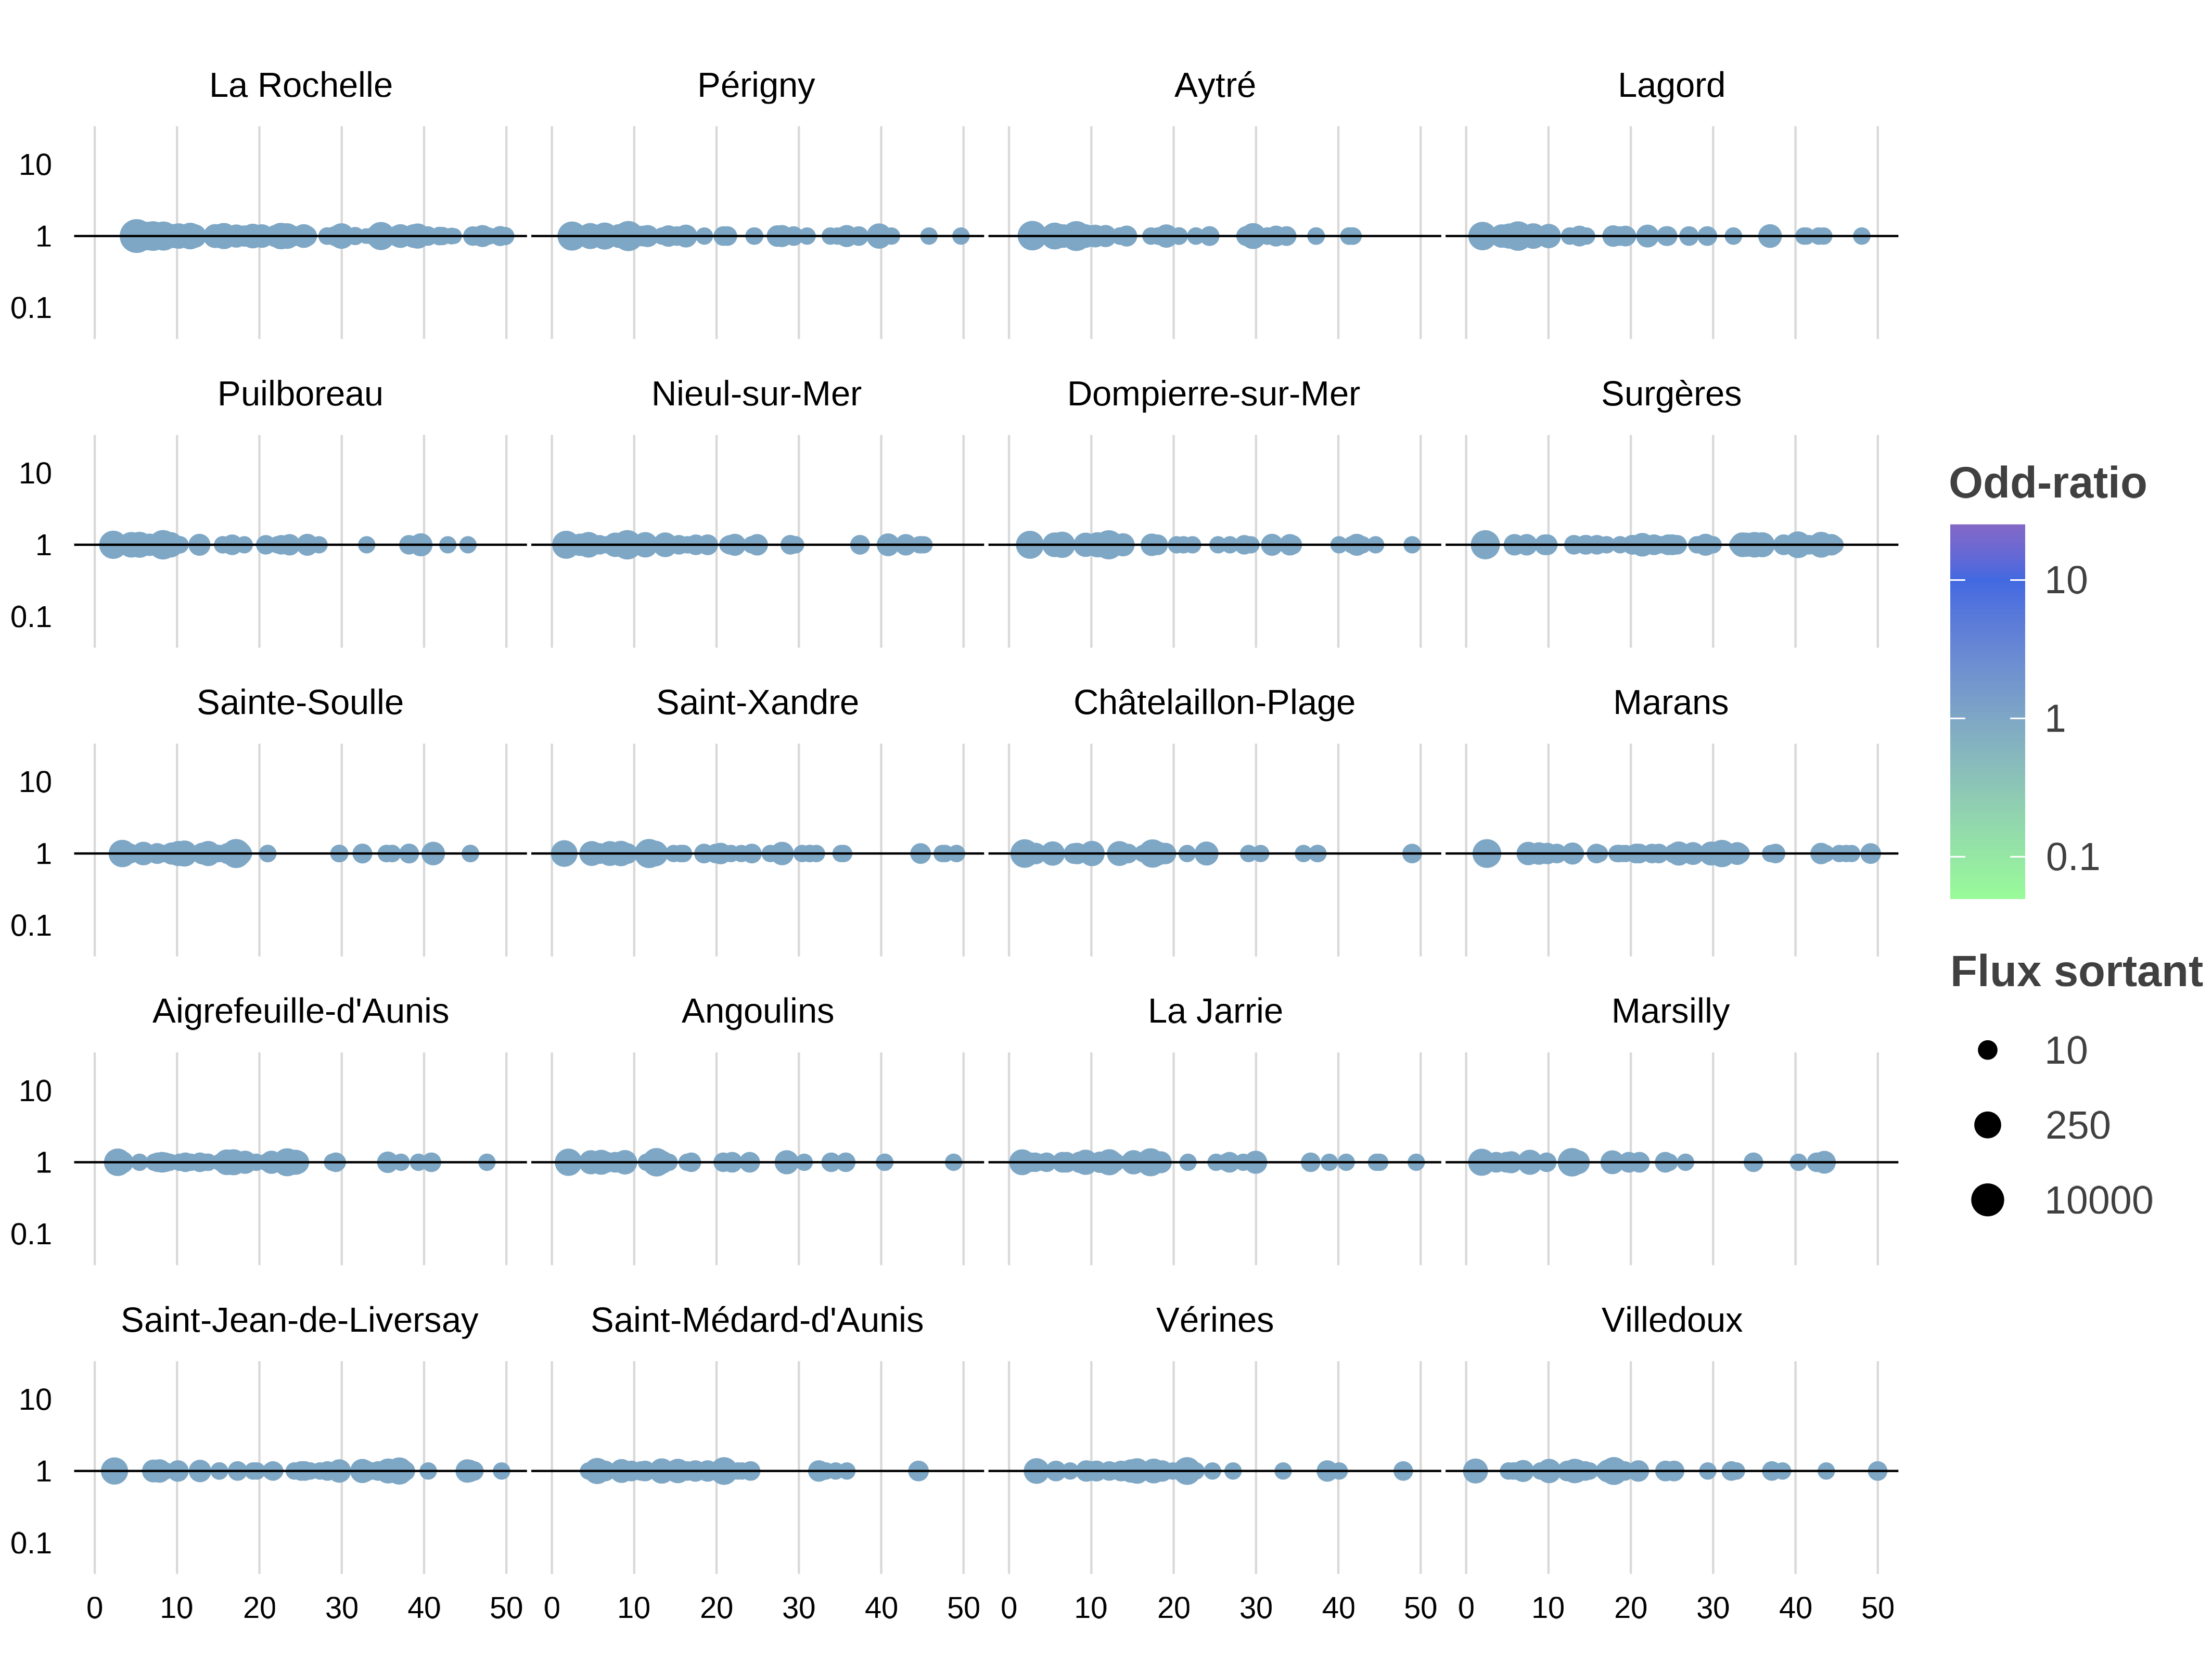 La Rochelle Périgny Aytré Lagord
10
1
0.1
Puilboreau Nieul-sur-Mer Dompierre-sur-Mer Surgères
10
1
0.1
Sainte-Soulle Saint-Xandre Châtelaillon-Plage Marans
10
1
0.1
Aigrefeuille-d'Aunis Angoulins La Jarrie Marsilly
10
1
0.1
Saint-Jean-de-Liversay Saint-Médard-d'Aunis Vérines Villedoux
10
1
0.1
0 10 20 30 40 50 0 10 20 30 40 50 0 10 20 30 40 50 0 10 20 30 40 50
Odd-ratio
10
1
0.1
Flux sortant
10
250
10000